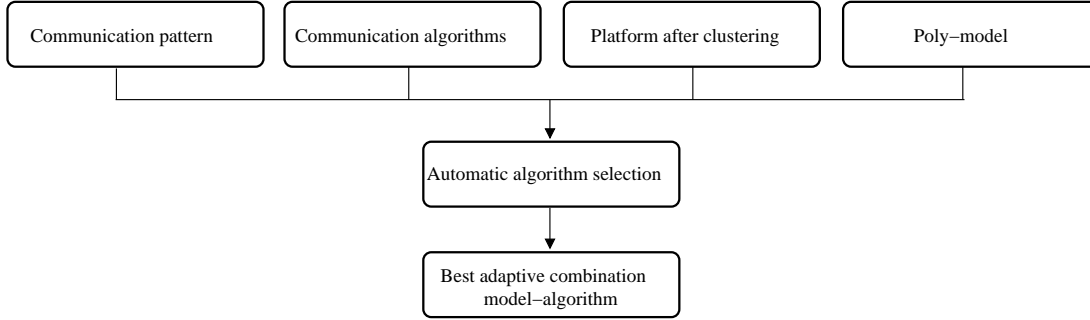 Communication pattern
Communication algorithms
Platform after clustering
Poly−model
Automatic algorithm selection
Best adaptive combination
model−algorithm